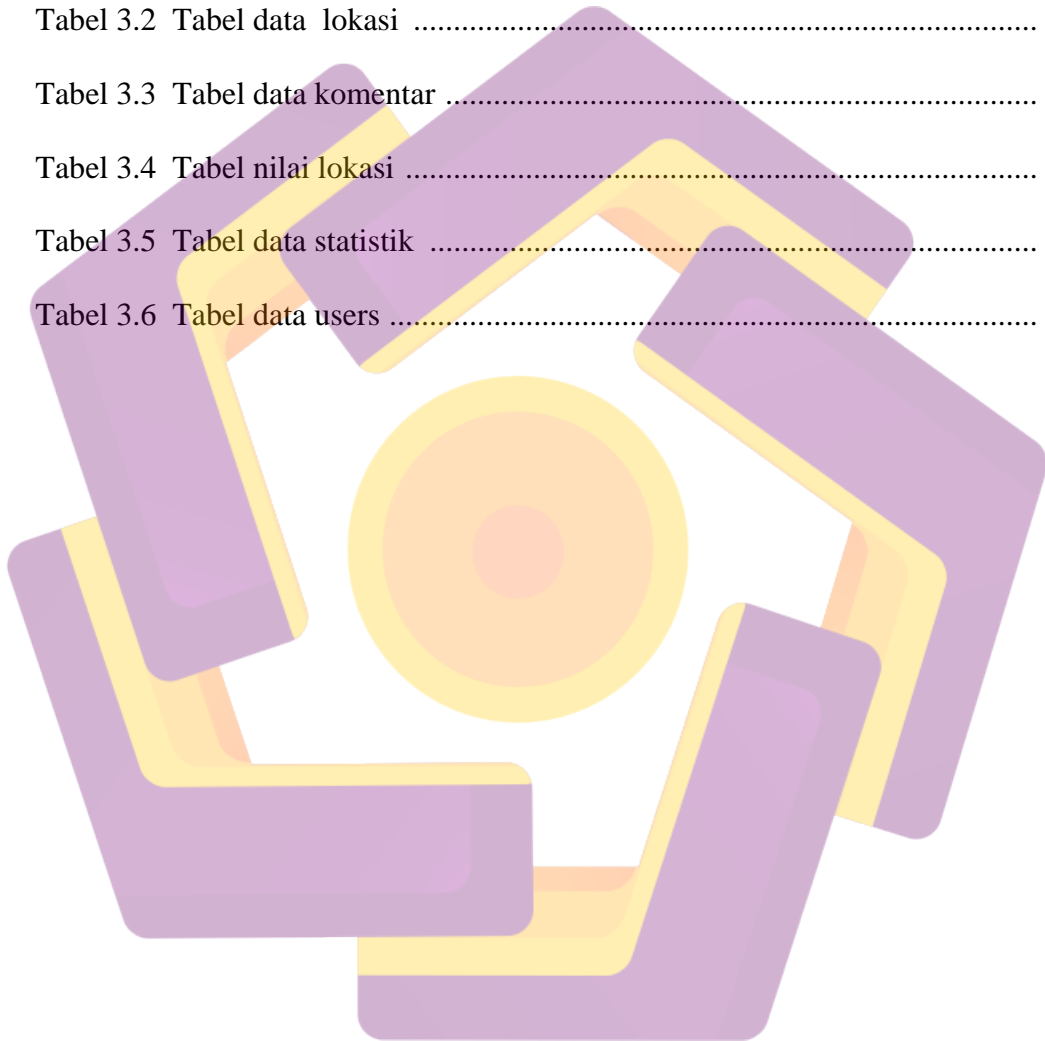 Tabel 3.2  Tabel data  lokasi ................................................................................
Tabel 3.3  Tabel data komentar ............................................................................
Tabel 3.4  Tabel nilai lokasi .................................................................................
Tabel 3.5  Tabel data statistik ..............................................................................
Tabel 3.6  Tabel data users ...................................................................................